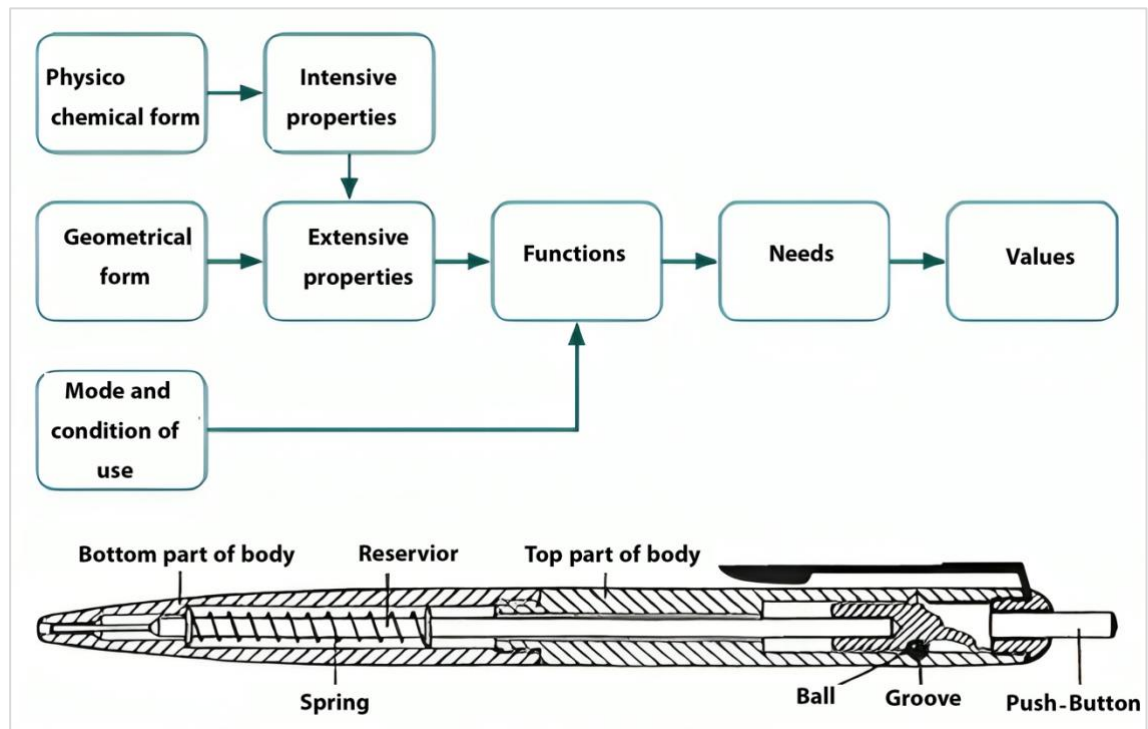 Physico
chemical form
Intensive
properties
Geometrical
form
Extensive
properties
Functions
Needs
Values
Mode and
condition of
use
Bottom part of body
Reservior
Top part of body
Spring
Ball
Groove
Push-Button